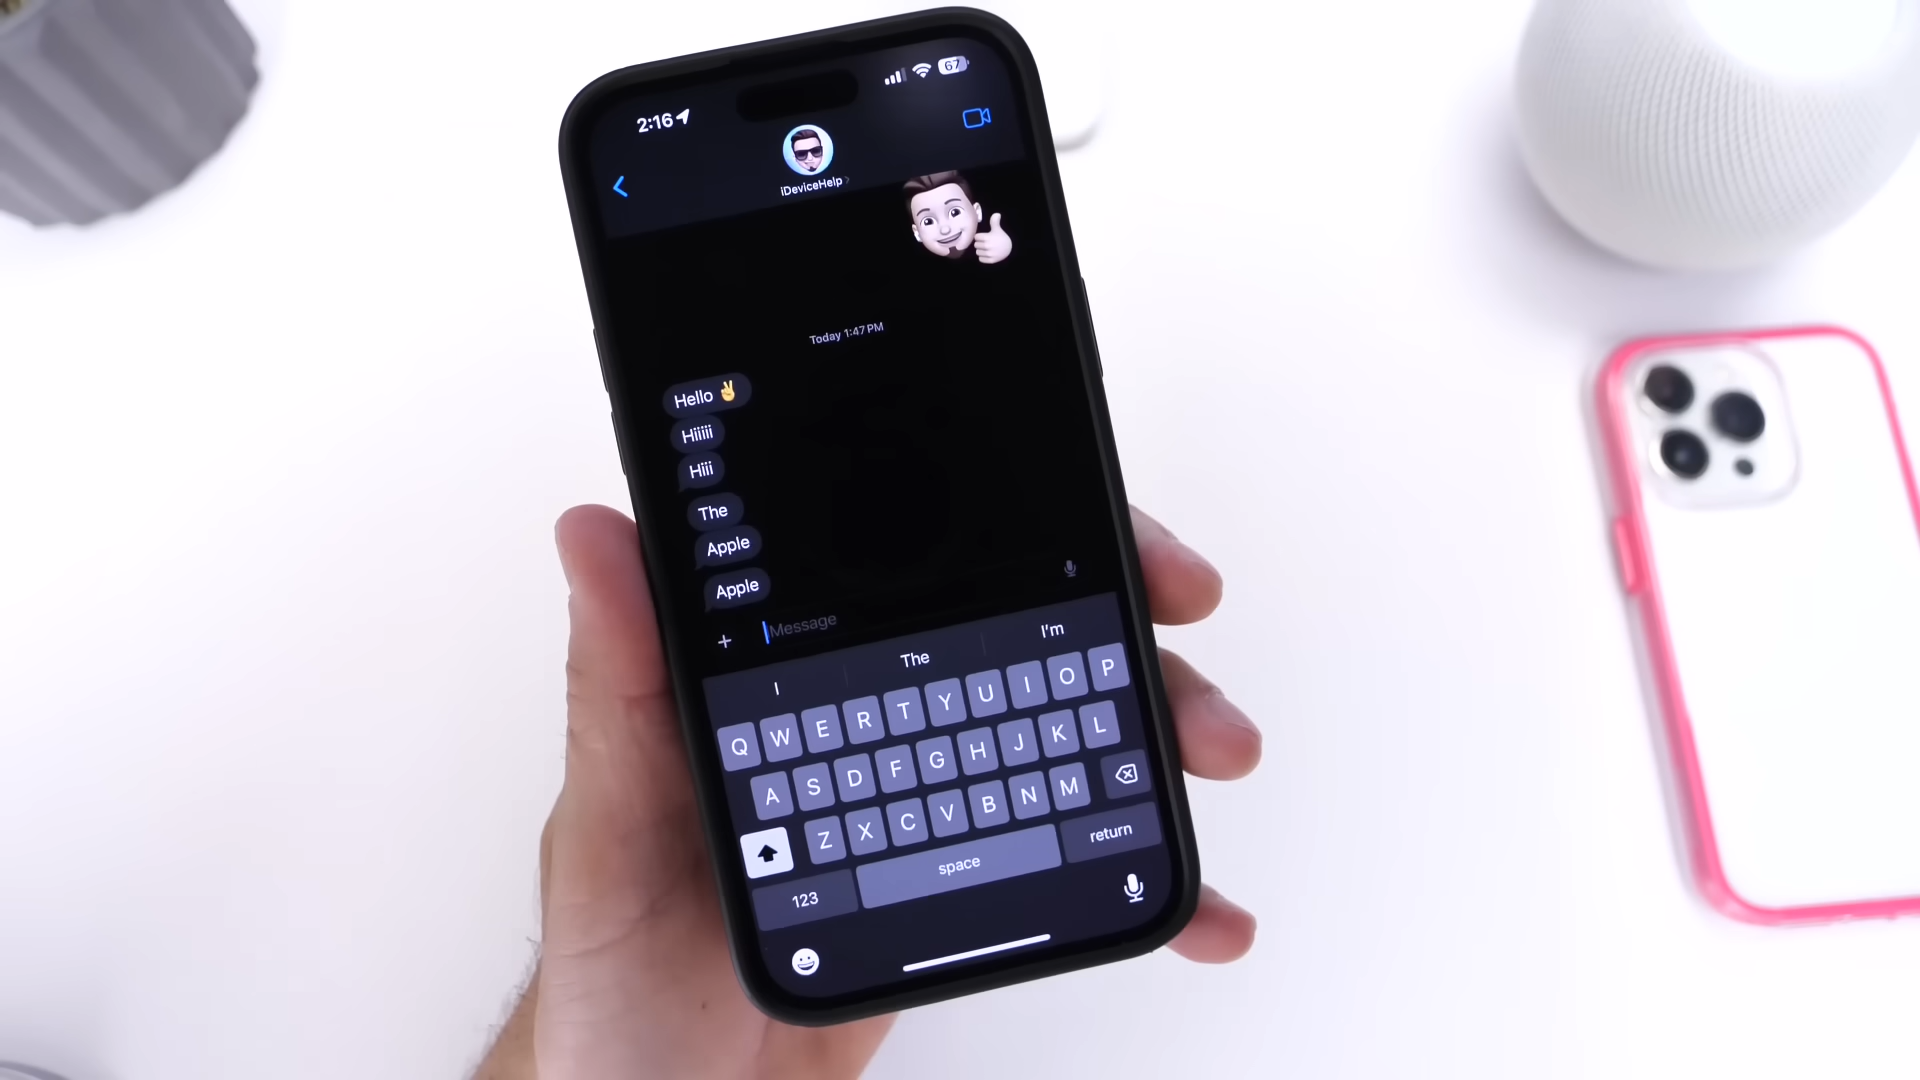 2:16
67
iDeviceHelp
Today 1:47 PM
Hello ✌️
Hiiiii
Hiii
The
Apple
Apple
Message
I
The
I'm
Q W E R T Y U I O P
A S D F G H J K L
Z X C V B N M
123
space
return